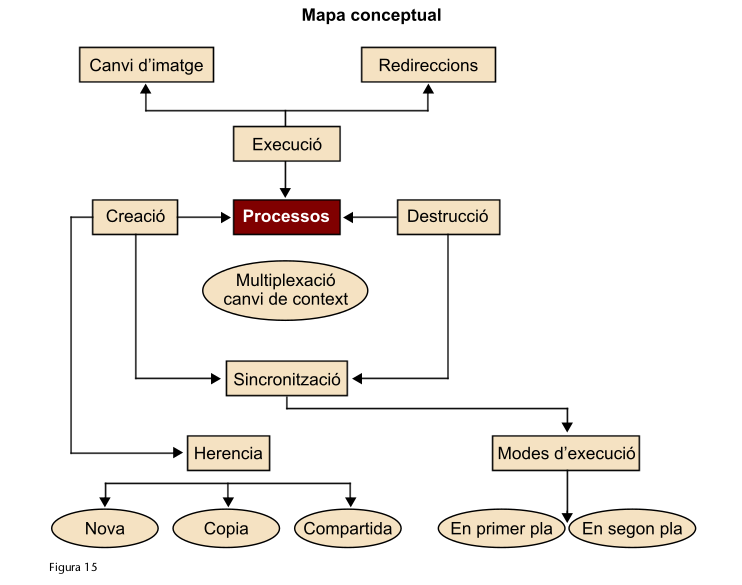 Mapa conceptual
Canvi d’imatge
Redireccions
Execució
Creació
Processos
Destrucció
Multiplexació
canvi de context
Sincronització
Herencia
Modes d’execució
Nova
Copia
Compartida
En primer pla
En segon pla
Figura 15